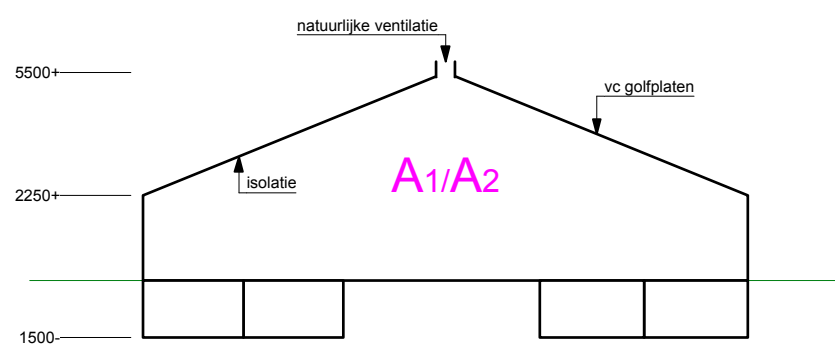 natuurlijke ventilatie
5500+
vc golfplaten
A1/A2
isolatie
2250+
1500-